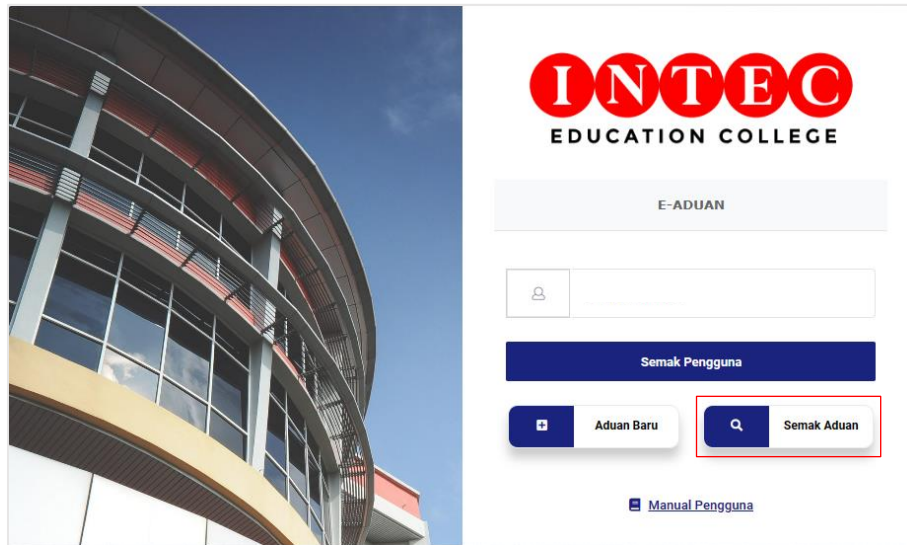 INTEC
EDUCATION COLLEGE
E-ADUAN
Semak Pengguna
Aduan Baru
Semak Aduan
Manual Pengguna